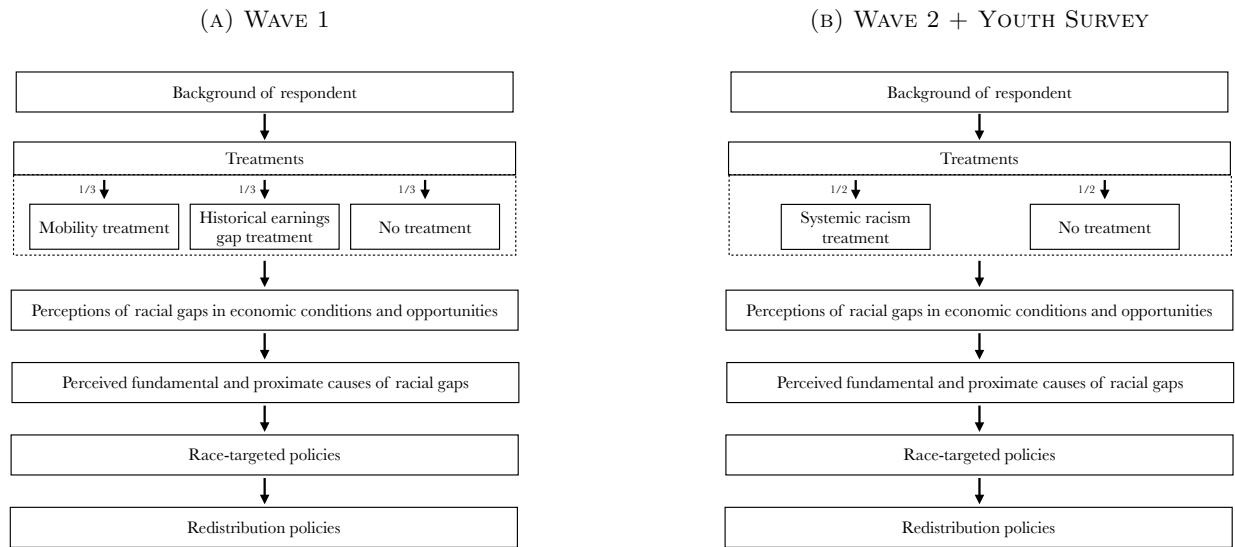 (A) WAVE 1
Background of respondent
Treatments
1/3 1/3 1/3
Mobility treatment
Historical earnings
gap treatment
No treatment
Perceptions of racial gaps in economic conditions and opportunities
Perceived fundamental and proximate causes of racial gaps
Race-targeted policies
Redistribution policies
(B) WAVE 2 + YOUTH SURVEY
Background of respondent
Treatments
1/2 1/2
Systemic racism
treatment
No treatment
Perceptions of racial gaps in economic conditions and opportunities
Perceived fundamental and proximate causes of racial gaps
Race-targeted policies
Redistribution policies